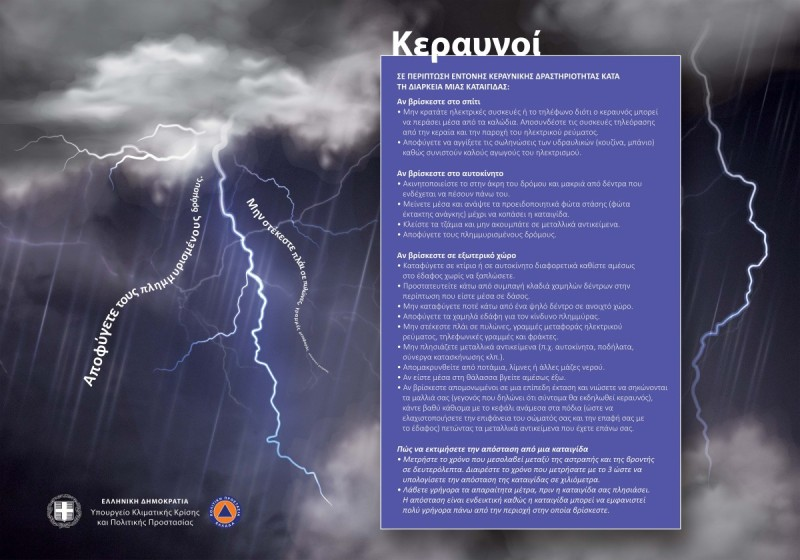 Κεραυνοί
ΣΕ ΠΕΡΙΠΤΩΣΗ ΕΝΤΟΝΗΣ ΚΕΡΑΥΝΙΚΗΣ ΔΡΑΣΤΗΡΙΟΤΗΤΑΣ ΚΑΤΑ
ΤΗ ΔΙΑΡΚΕΙΑ ΜΙΑΣ ΚΑΤΑΙΓΙΔΑΣ:
Αν βρίσκεστε στο σπίτι
• Μην κρατάτε ηλεκτρικές συσκευές ή το τηλέφωνο διότι ο κεραυνός μπορεί
να περάσει μέσα από τα καλώδια. Αποσυνδέστε τις συσκευές τηλεόρασης
από την κεραία και την παροχή του ηλεκτρικού ρεύματος.
• Αποφύγετε να αγγίξετε τις σωληνώσεις των υδραυλικών (κουζίνα, μπάνιο)
καθώς συνιστούν καλούς αγωγούς του ηλεκτρισμού.
Αν βρίσκεστε στο αυτοκίνητο
• Ακινητοποιείστε το στην άκρη του δρόμου και μακριά από δέντρα που
ενδέχεται να πέσουν πάνω του.
• Μείνετε μέσα και ανάψτε τα προειδοποιητικά φώτα στάσης (φώτα
έκτακτης ανάγκης) μέχρι να κοπάσει η καταιγίδα.
• Κλείστε τα τζάμια και μην ακουμπάτε σε μεταλλικά αντικείμενα.
• Αποφύγετε τους πλημμυρισμένους δρόμους.
Αν βρίσκεστε σε εξωτερικό χώρο
• Καταφύγετε σε κτίριο ή σε αυτοκίνητο διαφορετικά καθίστε αμέσως
στο έδαφος χωρίς να ξαπλώσετε.
• Προστατευτείτε κάτω από συμπαγή κλαδιά χαμηλών δέντρων στην
περίπτωση που είστε μέσα σε δάσος.
• Μην καταφύγετε ποτέ κάτω από ένα ψηλό δέντρο σε ανοιχτό χώρο.
• Αποφύγετε τα χαμηλά εδάφη για τον κίνδυνο πλημμύρας.
• Μην στέκεστε πλάι σε πυλώνες, γραμμές μεταφοράς ηλεκτρικού
ρεύματος, τηλεφωνικές γραμμές και φράκτες.
• Μην πλησιάζετε μεταλλικά αντικείμενα (π.χ. αυτοκίνητα, ποδήλατα,
σύνεργα κατασκήνωσης κλπ.).
• Απομακρυνθείτε από ποτάμια, λίμνες ή άλλες μάζες νερού.
• Αν είστε μέσα στη θάλασσα βγείτε αμέσως έξω.
• Αν βρίσκεστε απομονωμένοι σε μια επίπεδη έκταση και νιώσετε να σηκώνονται
τα μαλλιά σας (γεγονός που δηλώνει ότι σύντομα θα εκδηλωθεί κεραυνός),
κάντε βαθύ κάθισμα με το κεφάλι ανάμεσα στα πόδια (ώστε να
ελαχιστοποιήσετε την επιφάνεια του σώματός σας και την επαφή σας με
το έδαφος) πετώντας τα μεταλλικά αντικείμενα που έχετε επάνω σας.
Πώς να εκτιμήσετε την απόσταση από μια καταιγίδα
• Μετρήστε το χρόνο που μεσολαβεί μεταξύ της αστραπής και της βροντής
σε δευτερόλεπτα. Διαιρέστε το χρόνο που μετρήσατε με το 3 ώστε να
υπολογίσετε την απόσταση της καταιγίδας σε χιλιόμετρα.
• Λάβετε γρήγορα τα απαραίτητα μέτρα, πριν η καταιγίδα σας πλησιάσει.
Η απόσταση είναι ενδεικτική καθώς η καταιγίδα μπορεί να εμφανιστεί
πολύ γρήγορα πάνω από την περιοχή στην οποία βρίσκεστε.
Αποφύγετε τους πλημμυρισμένους δρόμους.
Μην στέκεστε πλάι σε πυλώνες,
ΕΛΛΗΝΙΚΗ ΔΗΜΟΚΡΑΤΙΑ
Υπουργείο Κλιματικής Κρίσης
και Πολιτικής Προστασίας
ΠΟΛΙΤΙΚΗ ΠΡΟΣΤΑΣΙΑ
ΕΛΛΑΔΑ